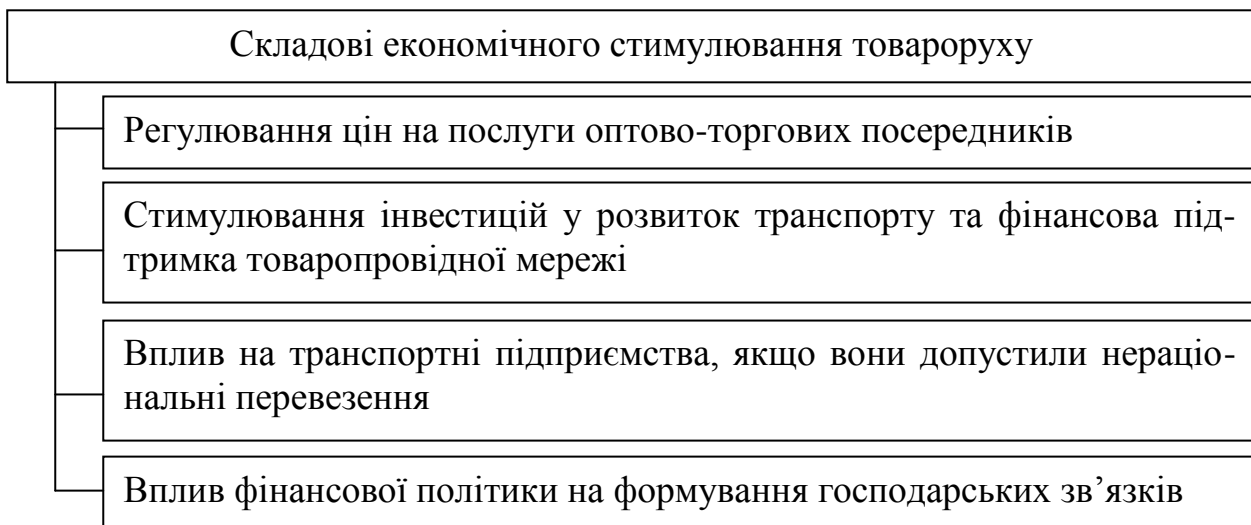 Складові економічного стимулювання товароруху
Регулювання цін на послуги оптово-торгових посередників
Стимулювання інвестицій у розвиток транспорту та фінансова під-
тримка товаропровідної мережі
Вплив на транспортні підприємства, якщо вони допустили нераціо-
нальні перевезення
Вплив фінансової політики на формування господарських зв’язків